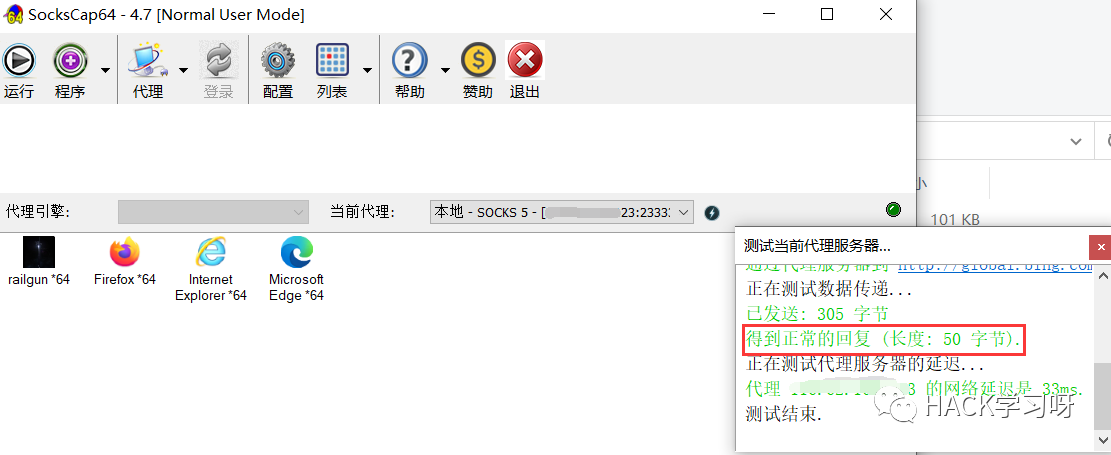 SocksCap64 - 4.7 [Normal User Mode]
运行 程序 代理 登录 配置 列表 帮助 赞助 退出
代理引擎: 当前代理: 本地 - SOCKS 5 - [ 23:2333
railgun *64
Firefox *64
Internet
Explorer *64
Microsoft
Edge *64
小
101 KB
测试当前代理服务器...
通过代理服务器到 http://global.bing.com
正在测试数据传递...
已发送: 305 字节
得到正常的回复 (长度: 50 字节).
正在测试代理服务器的延迟...
代理 3 的网络延迟是 33ms.
测试结束.
HACK学习呀